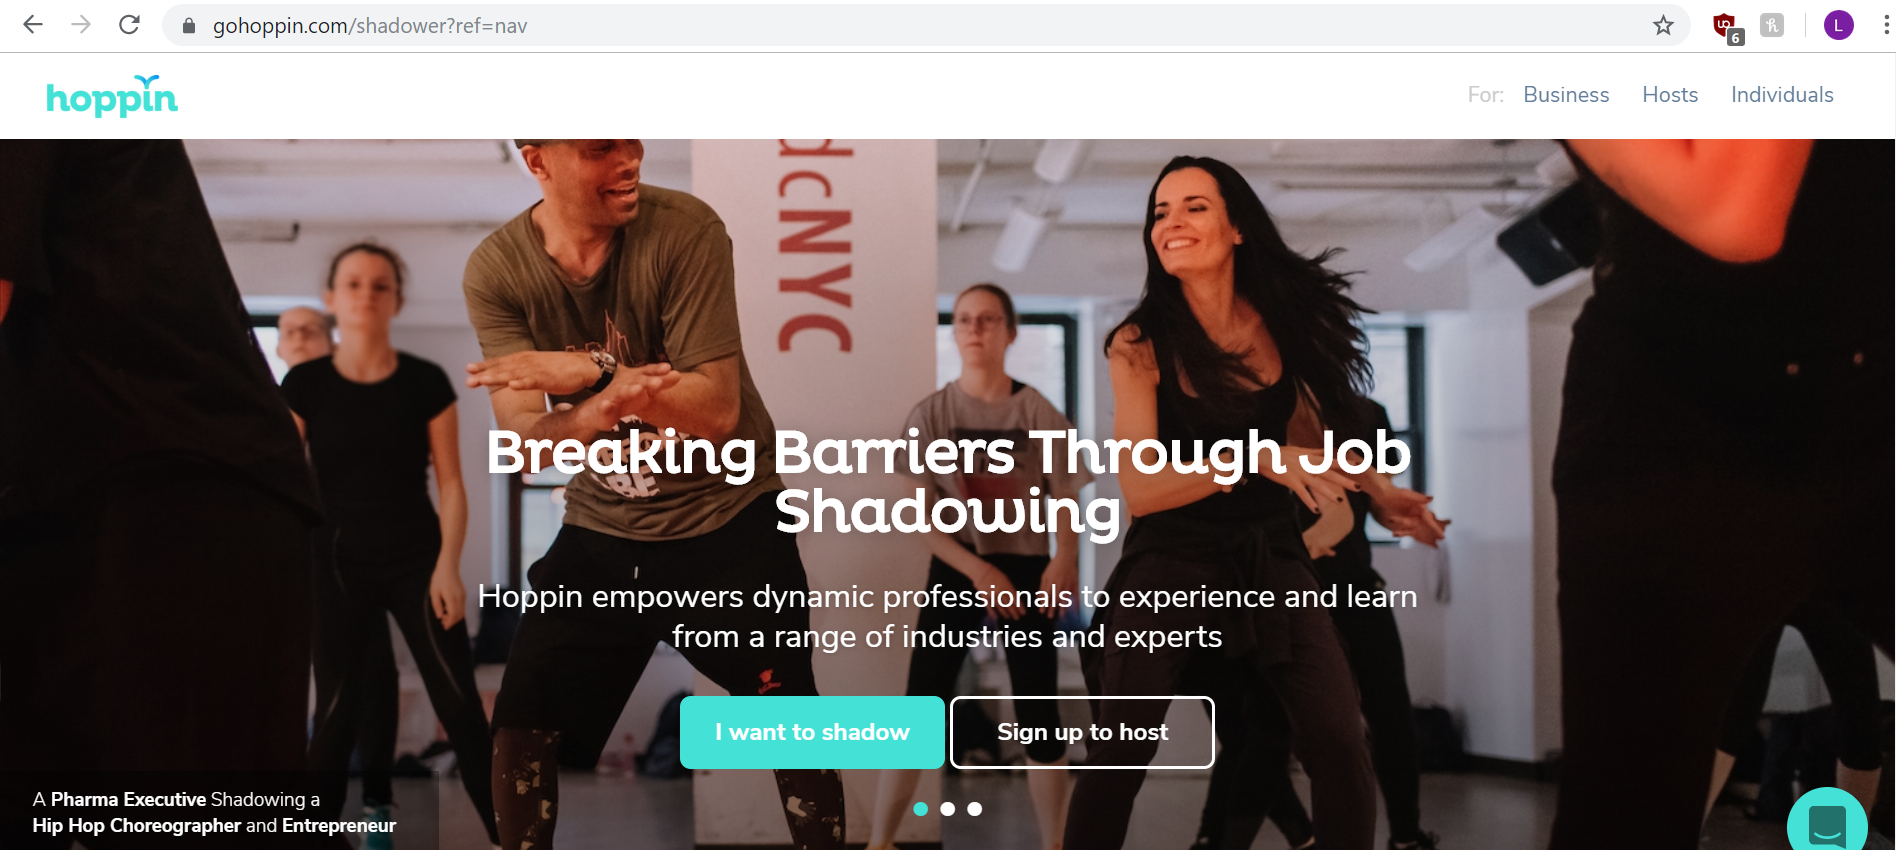 gohoppin.com/shadower?ref=nav
6
L
hoppin
For: Business Hosts Individuals
dcNYC
Breaking Barriers Through Job
Shadowing
Hoppin empowers dynamic professionals to experience and learn
from a range of industries and experts
I want to shadow
Sign up to host
A Pharma Executive Shadowing a
Hip Hop Choreographer and Entrepreneur